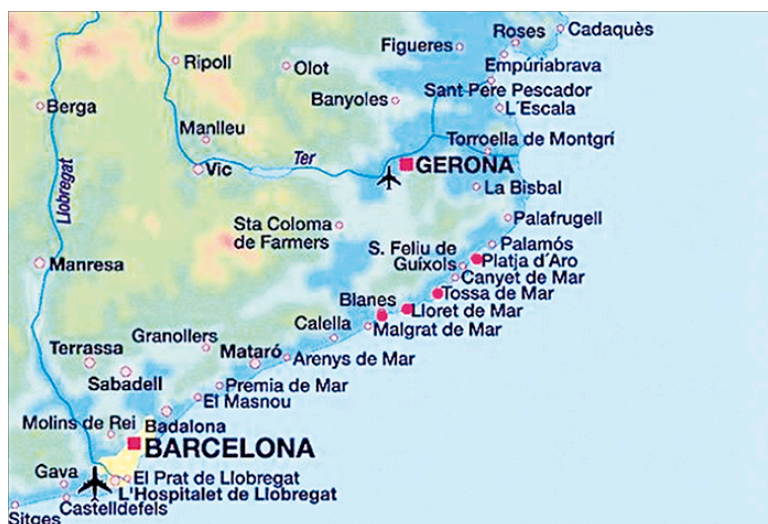 Roses
Cadaquès
Figueres
Ripoll
Olot
Empúriabrava
Sant Pere Pescador
Banyoles
Berga
L´Escala
Manlleu
Torroella de Montgrí
Ter
Vic
GERONA
La Bisbal
Llobregat
Palafrugell
Sta Coloma
de Farmers
Palamós
S. Feliu de
Guíxols
Platja d´Aro
Manresa
Canyet de Mar
Tossa de Mar
Blanes
Lloret de Mar
Calella
Malgrat de Mar
Granollers
Terrassa
Mataró
Arenys de Mar
Sabadell
Premia de Mar
El Masnou
Molins de Rei
Badalona
BARCELONA
Gava
El Prat de Llobregat
L'Hospitalet de Llobregat
Castelldefels
Sitges